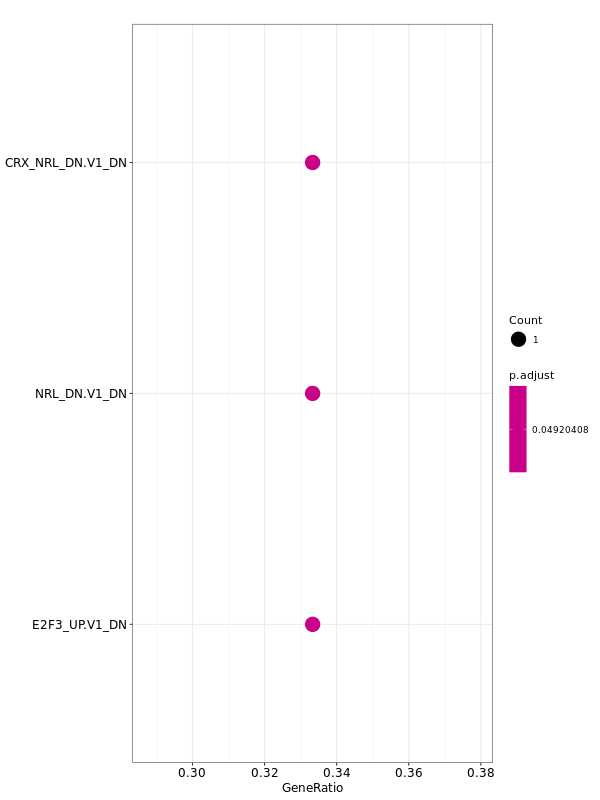 CRX_NRL_DN.V1_DN
NRL_DN.V1_DN
E2F3_UP.V1_DN
0.30 0.32 0.34 0.36 0.38
GeneRatio
Count
1
p.adjust
0.04920408